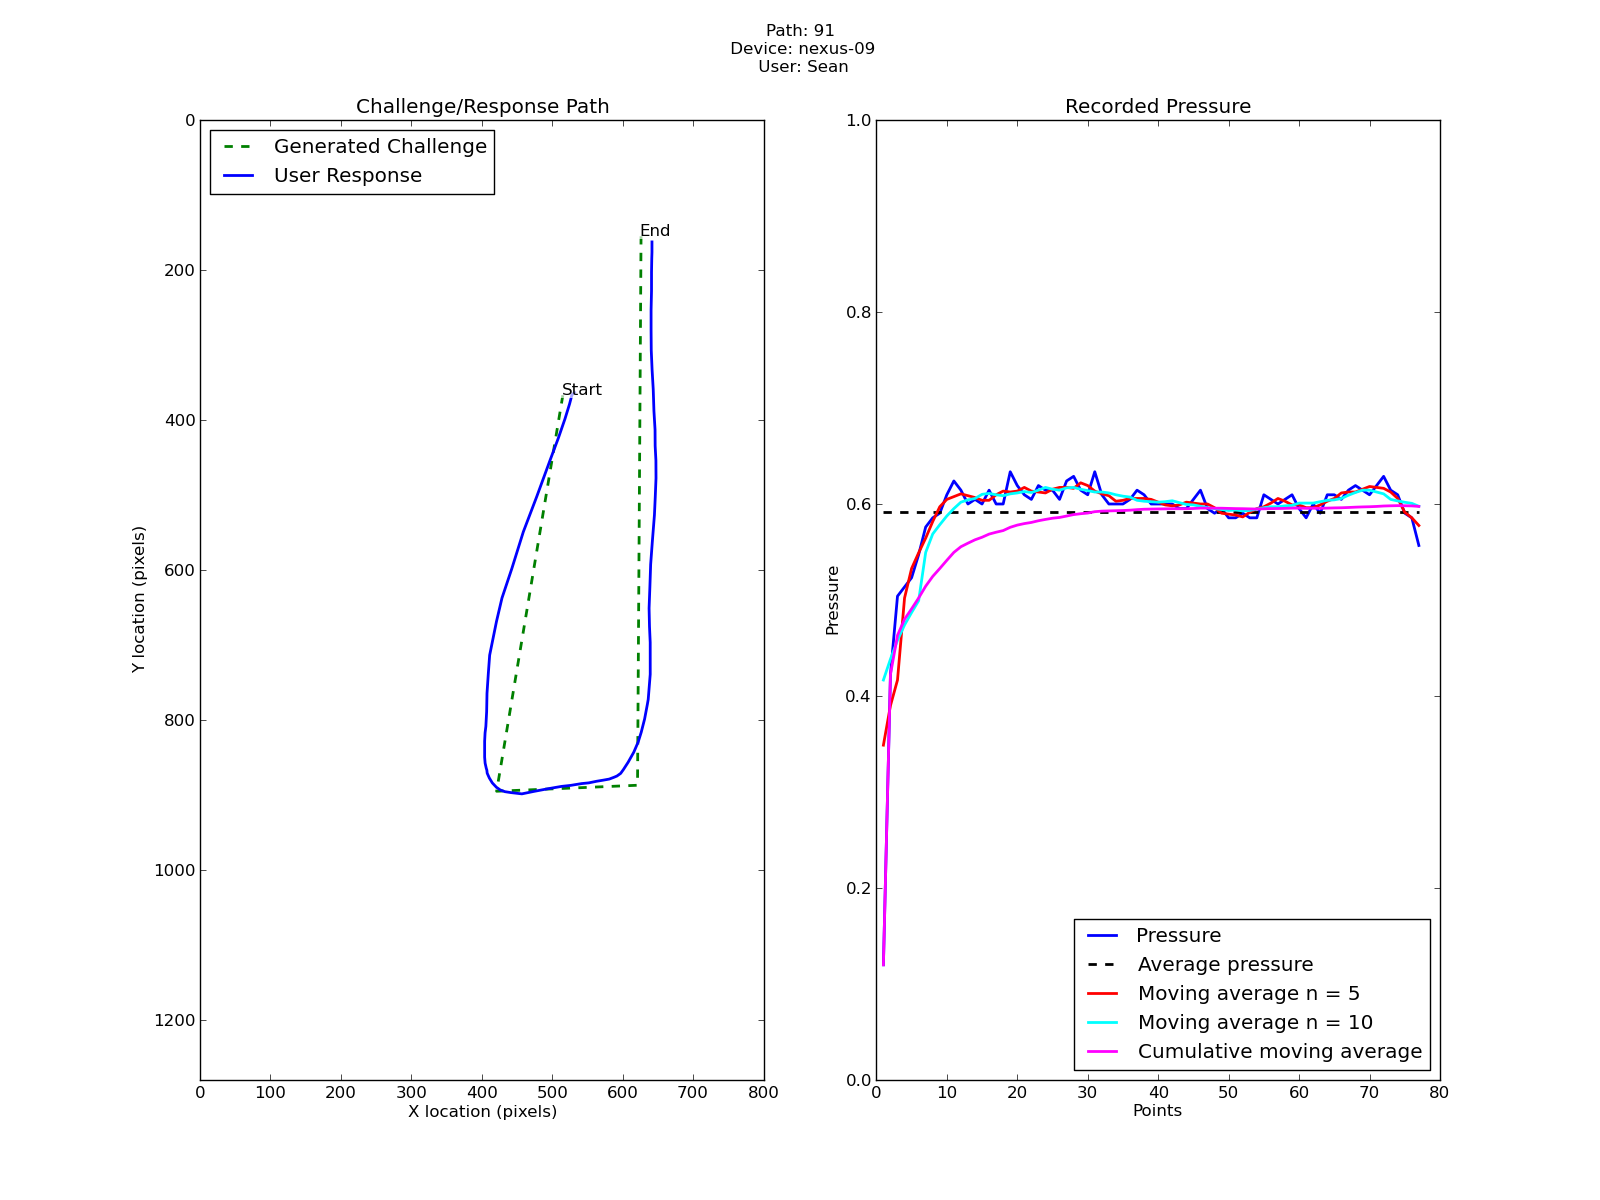 Path: 91
Device: nexus-09
User: Sean
Challenge/Response Path
Generated Challenge
User Response
End
Start
0
200
400
600
800
1000
1200
Y location (pixels)
0 100 200 300 400 500 600 700 800
X location (pixels)
Recorded Pressure
1.0
0.8
0.6
0.4
0.2
0.0
Pressure
Pressure
Average pressure
Moving average n = 5
Moving average n = 10
Cumulative moving average
0 10 20 30 40 50 60 70 80
Points